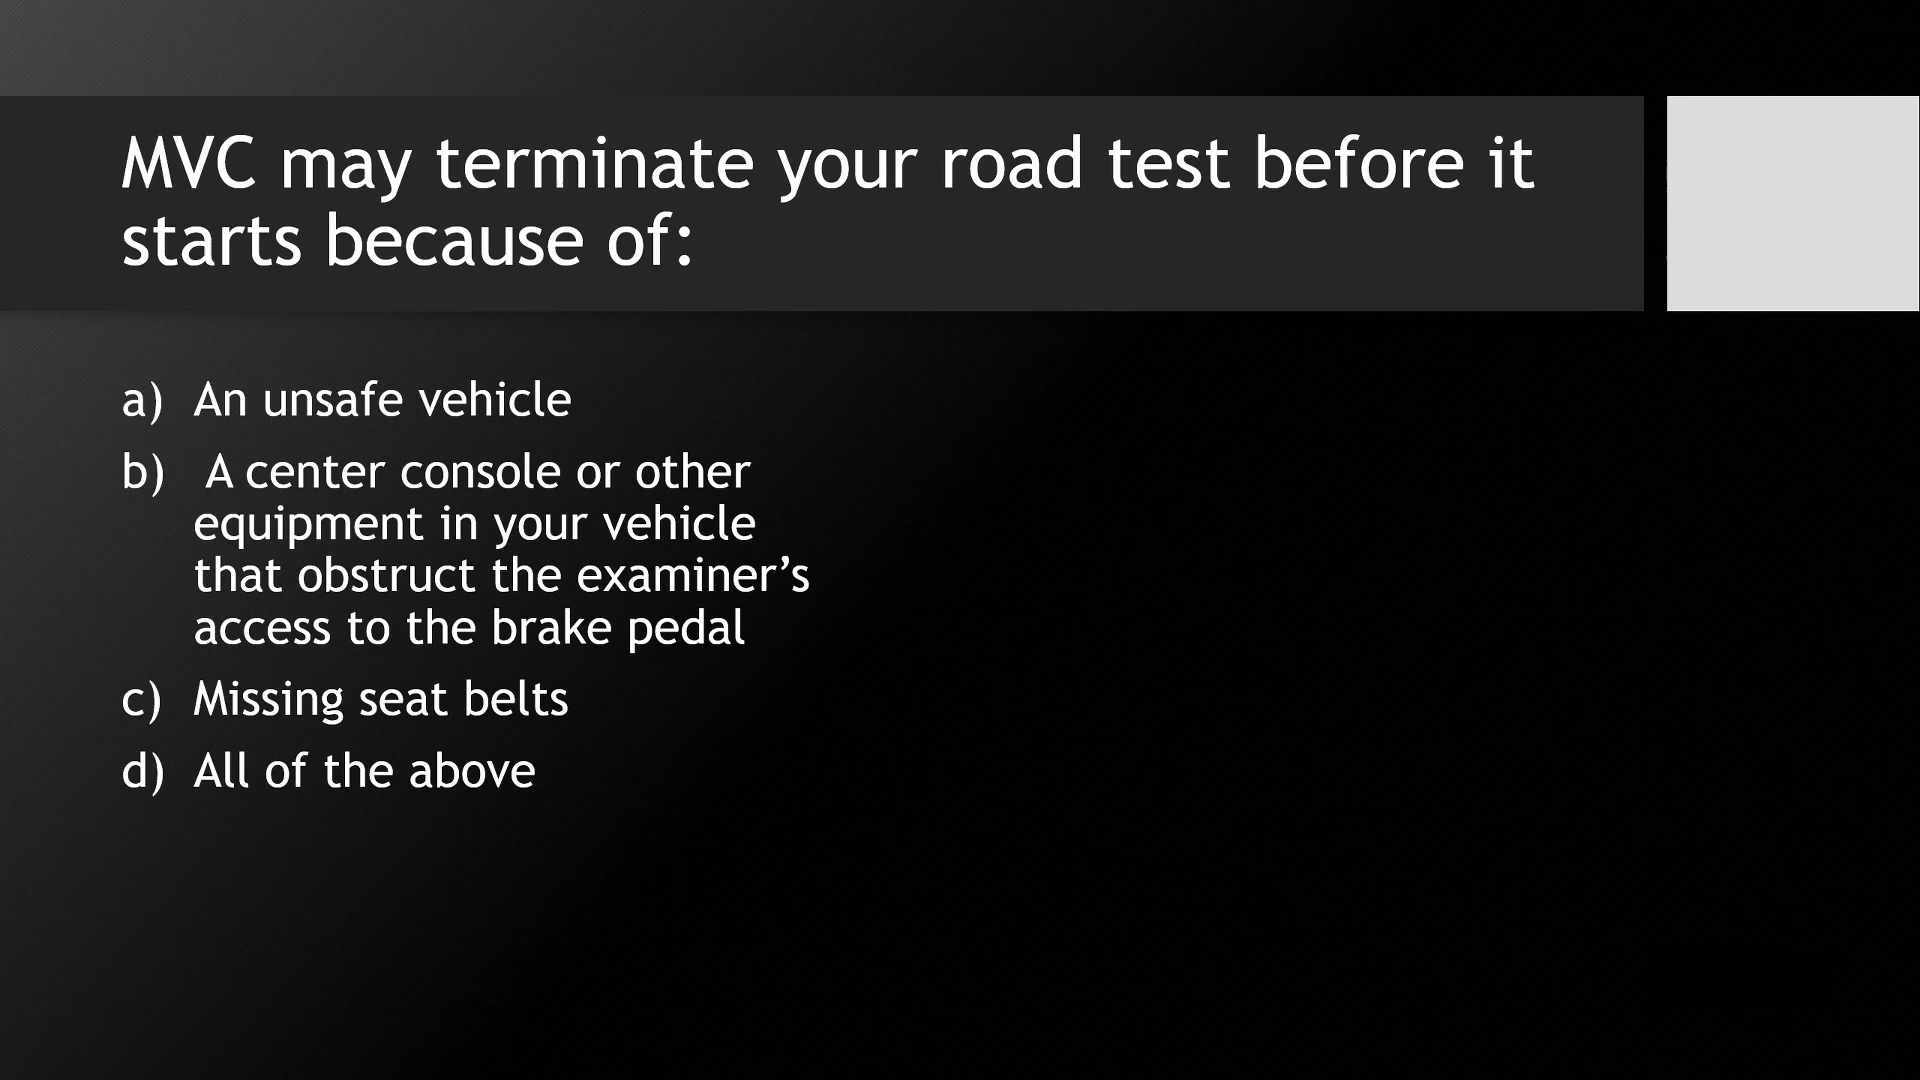 MVC may terminate your road test before it
starts because of:
a) An unsafe vehicle
b) A center console or other
equipment in your vehicle
that obstruct the examiner’s
access to the brake pedal
c) Missing seat belts
d) All of the above